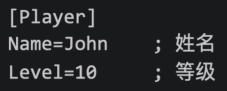 [Player]
Name=John    ; 姓名
Level=10     ; 等级